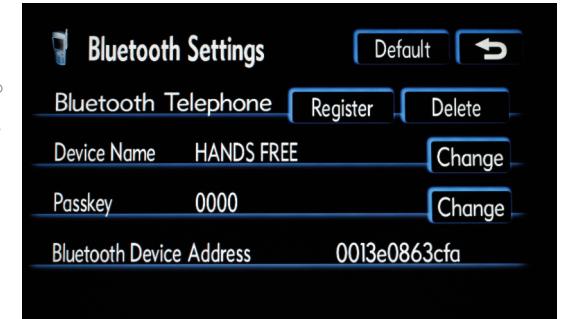 Bluetooth Settings Default
Bluetooth Telephone Register Delete
Device Name HANDS FREE Change
Passkey 0000 Change
Bluetooth Device Address 0013e0863cfa